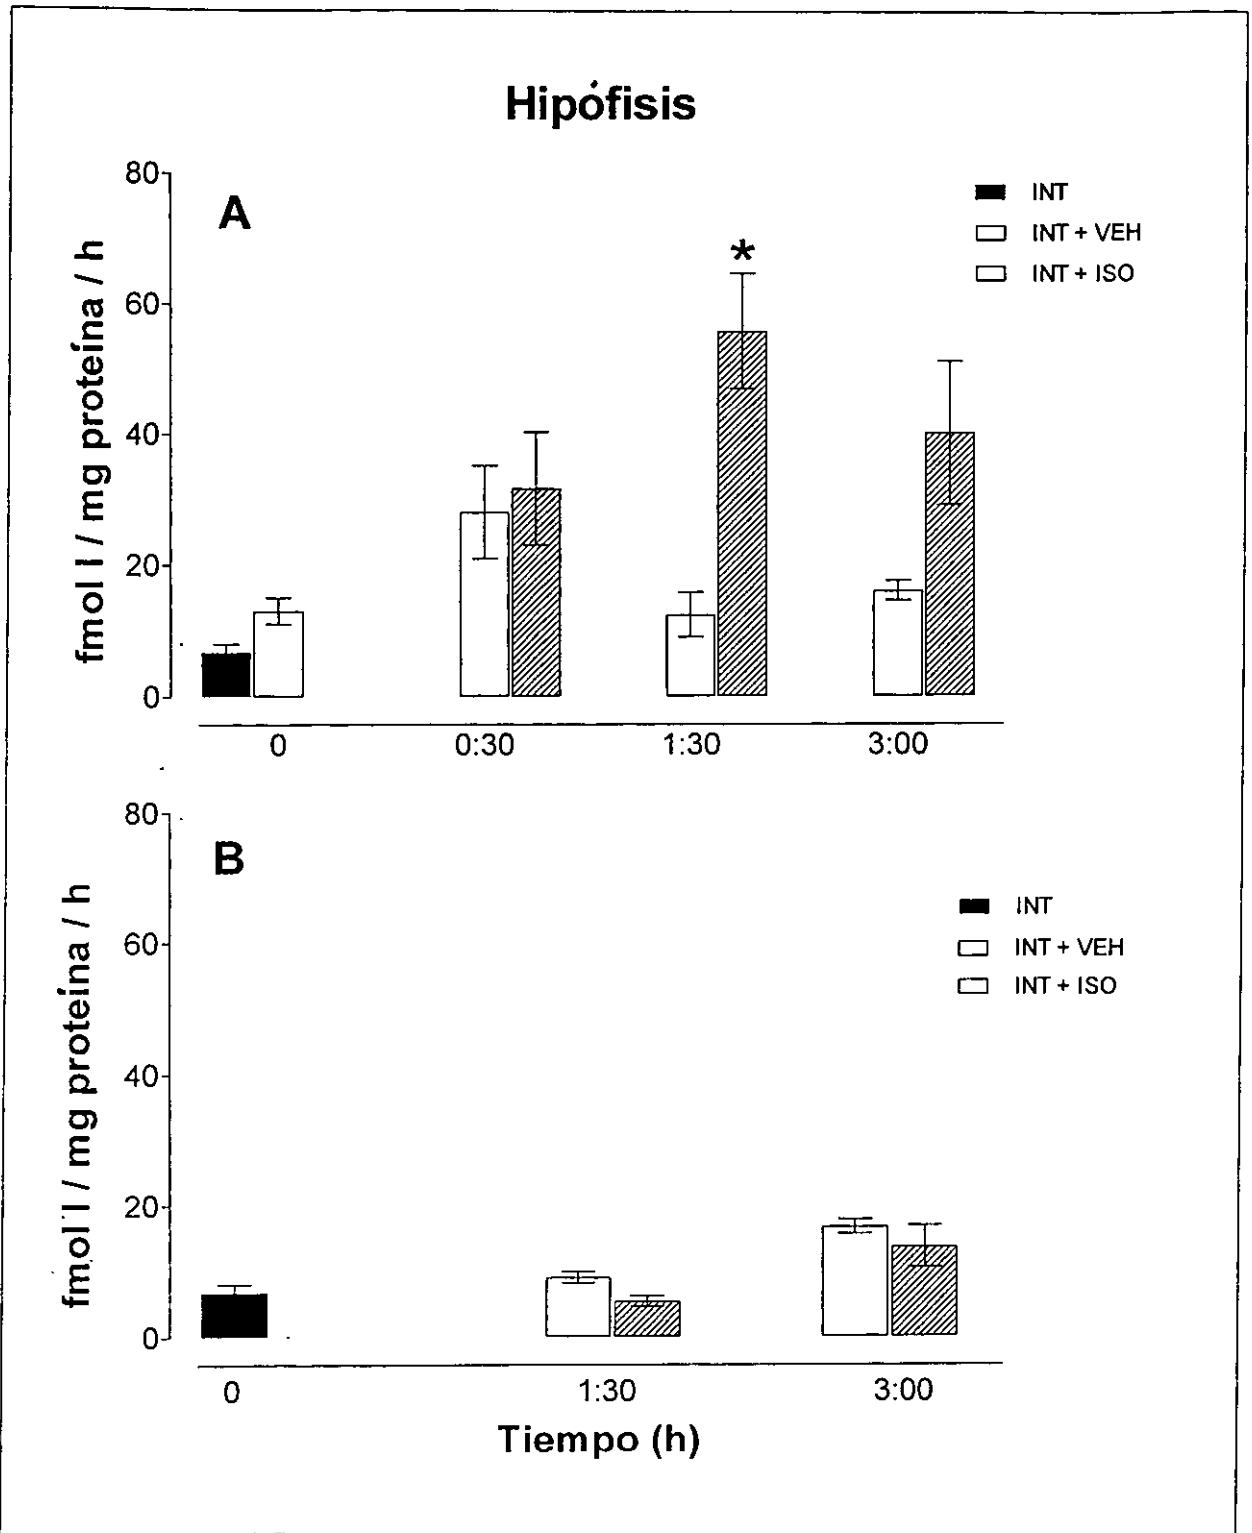 Hipófisis
A
80
60
40
20
0
fmol I / mg proteína / h
INT
INT + VEH
INT + ISO
*
0 0:30 1:30 3:00
B
80
60
40
20
0
fmol I / mg proteína / h
INT
INT + VEH
INT + ISO
0 1:30 3:00
Tiempo (h)